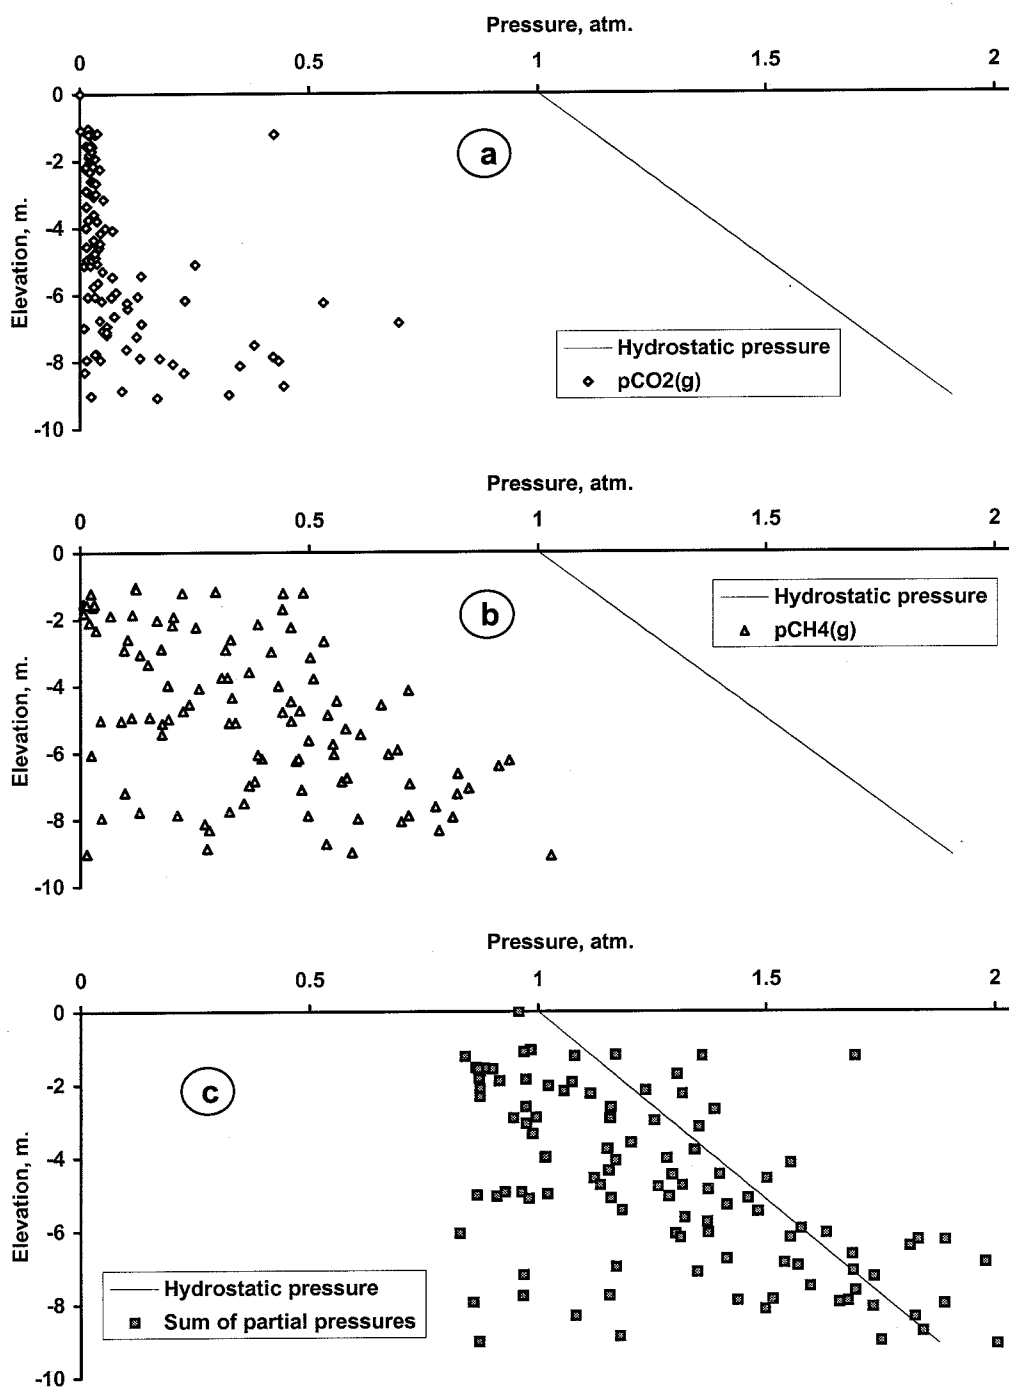 Pressure, atm.
0 0.5 1 1.5 2
0
-2
-4
-6
-8
-10
Elevation, m.
a
Hydrostatic pressure
pCO2(g)
Pressure, atm.
0 0.5 1 1.5 2
0
-2
-4
-6
-8
-10
Elevation, m.
b
Hydrostatic pressure
pCH4(g)
Pressure, atm.
0 0.5 1 1.5 2
0
-2
-4
-6
-8
-10
Elevation, m.
c
Hydrostatic pressure
Sum of partial pressures